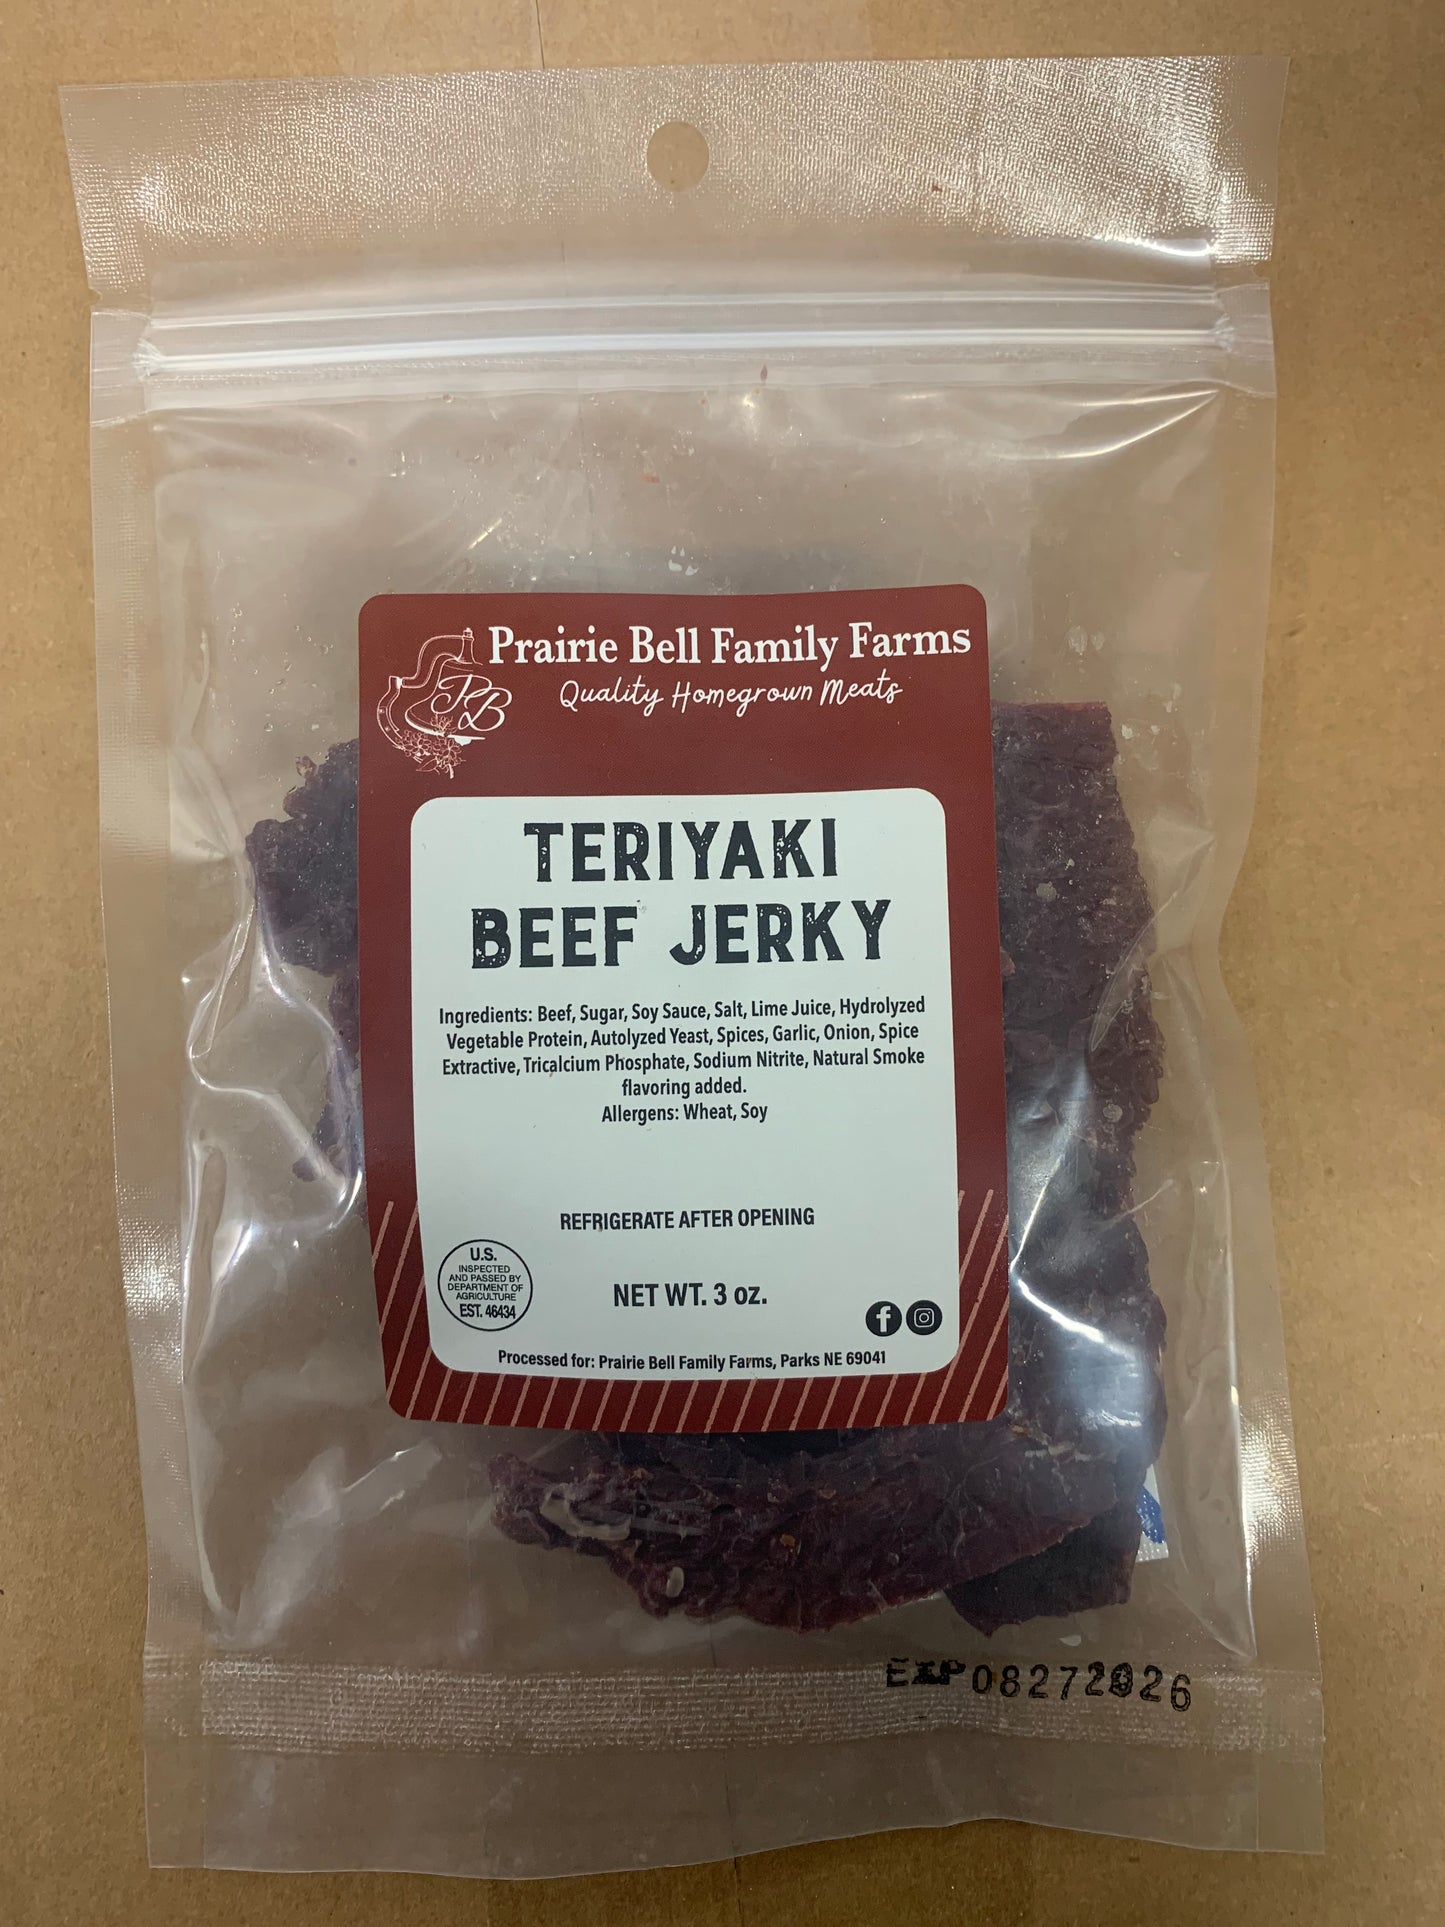 Prairie Bell Family Farms
Quality Homegrown Meats
PB
TERIYAKI
BEEF JERKY
Ingredients: Beef, Sugar, Soy Sauce, Salt, Lime Juice, Hydrolyzed
Vegetable Protein, Autolyzed Yeast, Spices, Garlic, Onion, Spice
Extractive, Tricalcium Phosphate, Sodium Nitrite, Natural Smoke
flavoring added.
Allergens: Wheat, Soy
REFRIGERATE AFTER OPENING
U.S.
INSPECTED
AND PASSED BY
DEPARTMENT OF
AGRICULTURE
EST. 46434
NET WT. 3 oz.
Processed for: Prairie Bell Family Farms, Parks NE 69041
EXP 08272026